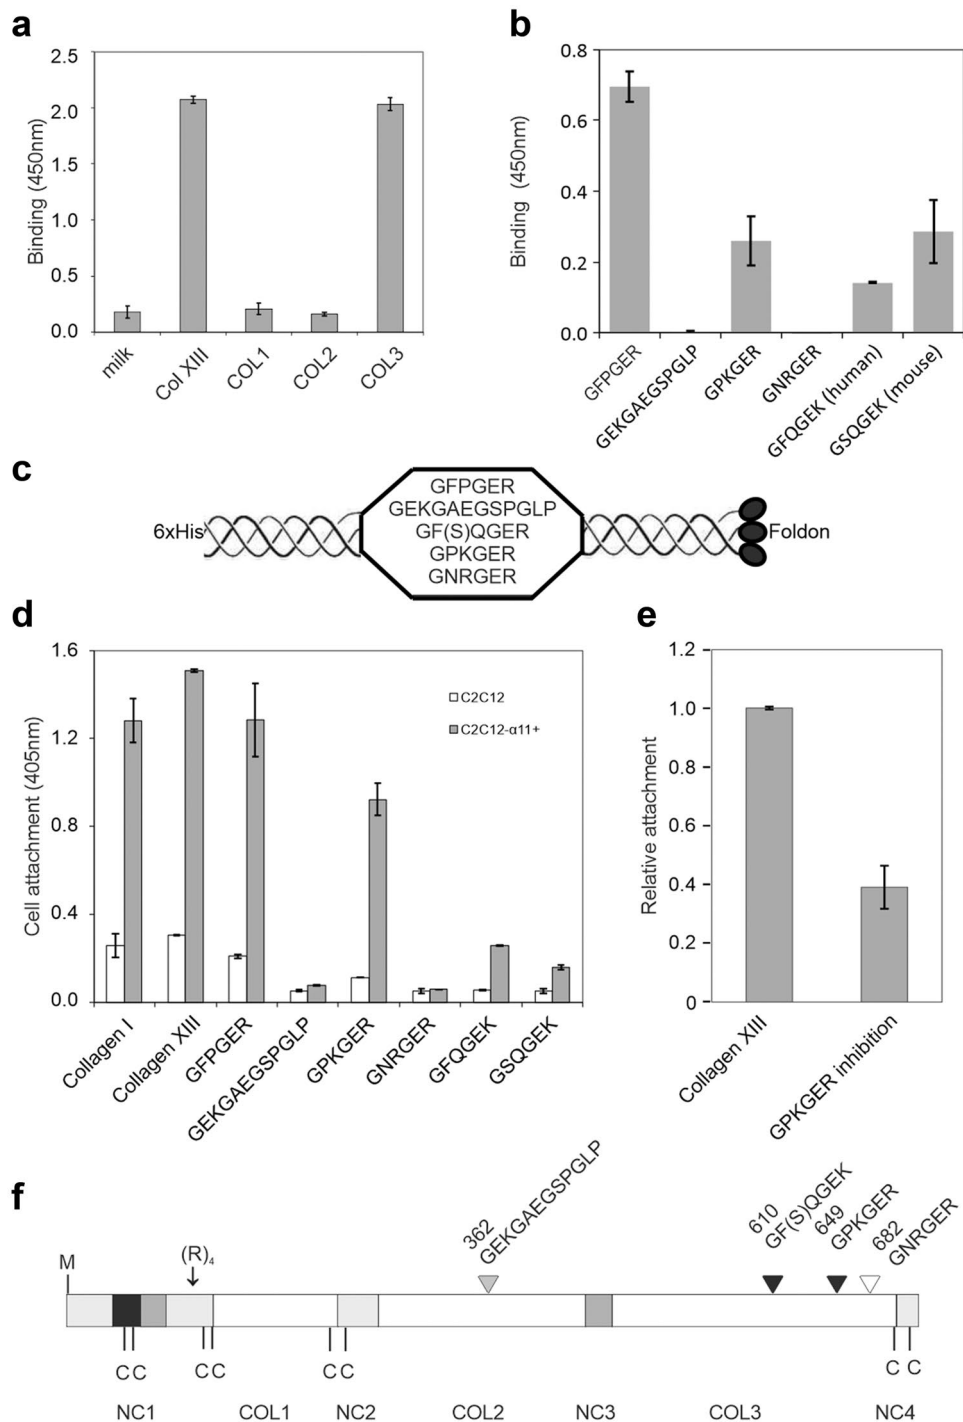 a
Binding (450nm)
2.5
2.0
1.5
1.0
0.5
0.0
milk
Col XIII
COL1
COL2
COL3
b
Binding (450nm)
0.8
0.6
0.4
0.2
0.0
GFPGER
GEKGAEGSPGLP
GPKGER
GNRGER
GFQGEK (human)
GSQGEK (mouse)
c
6xHis
GFPGER
GEKGAEGSPGLP
GF(S)QGER
GPKGER
GNRGER
Foldon
d
Cell attachment (405nm)
1.6
1.2
0.8
0.4
0.0
C2C12
C2C12-α11+
Collagen I
Collagen XIII
GFPGER
GEKGAEGSPGLP
GPKGER
GNRGER
GFQGEK
GSQGEK
e
Relative attachment
1.2
1.0
0.8
0.6
0.4
0.2
0
Collagen XIII
GPKGER inhibition
f
M
(R)4
362
GEKGAEGSPGLP
610
GF(S)QGEK
649
GPKGER
682
GNRGER
CC
CC
CC
C C
NC1
COL1
NC2
COL2
NC3
COL3
NC4